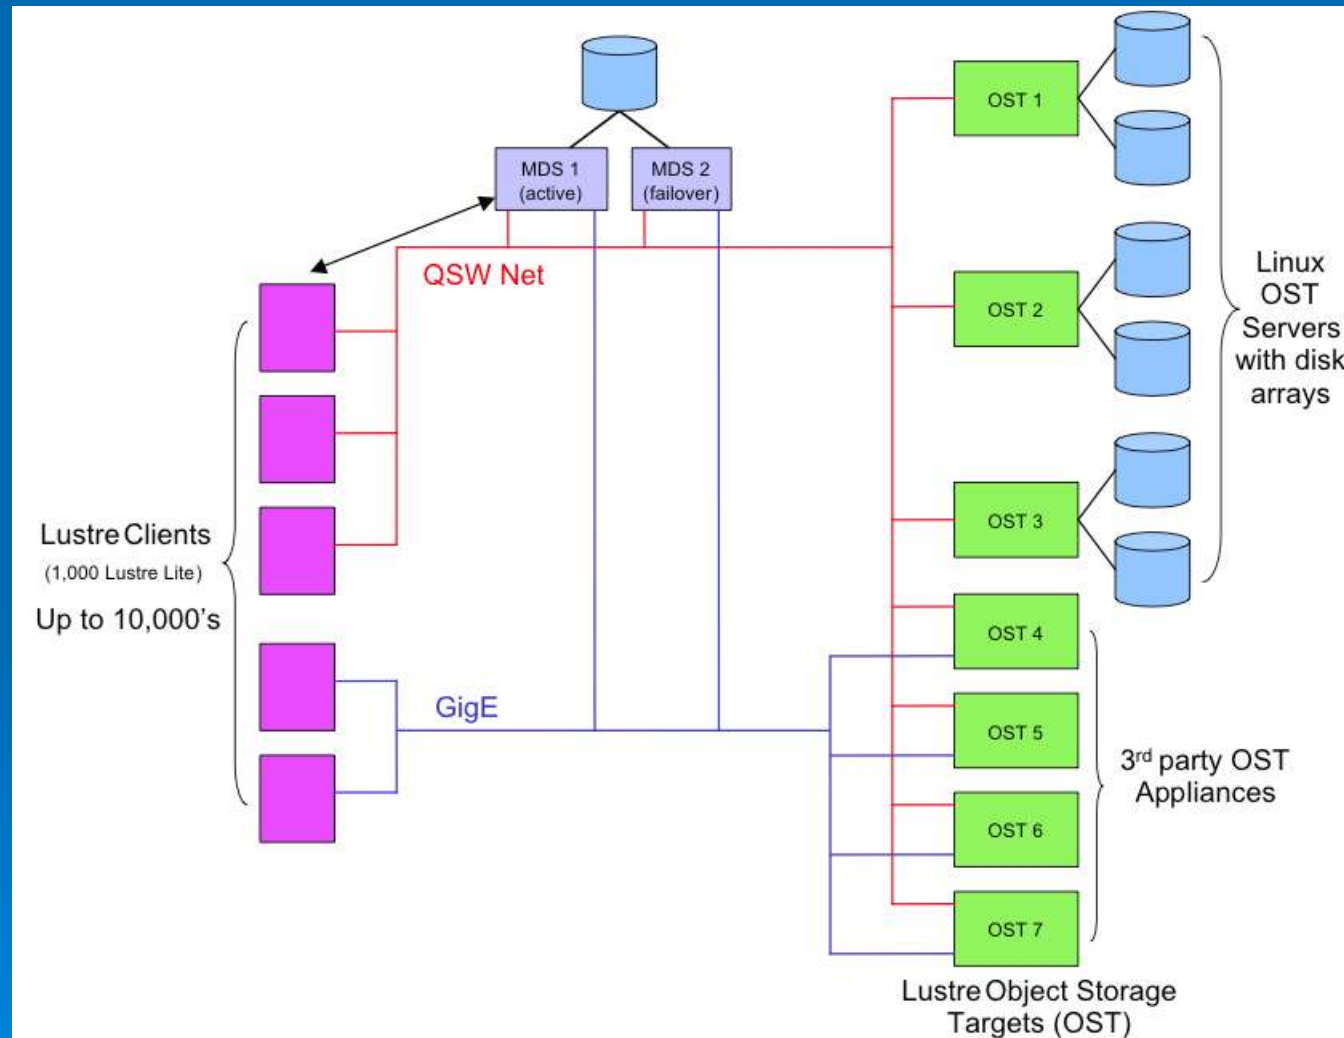 MDS 1
(active)
MDS 2
(failover)
QSW Net
GigE
Lustre Clients
(1,000 Lustre Lite)
Up to 10,000's
OST 1
OST 2
OST 3
OST 4
OST 5
OST 6
OST 7
Linux
OST
Servers
with disk
arrays
3rd party OST
Appliances
Lustre Object Storage
Targets (OST)